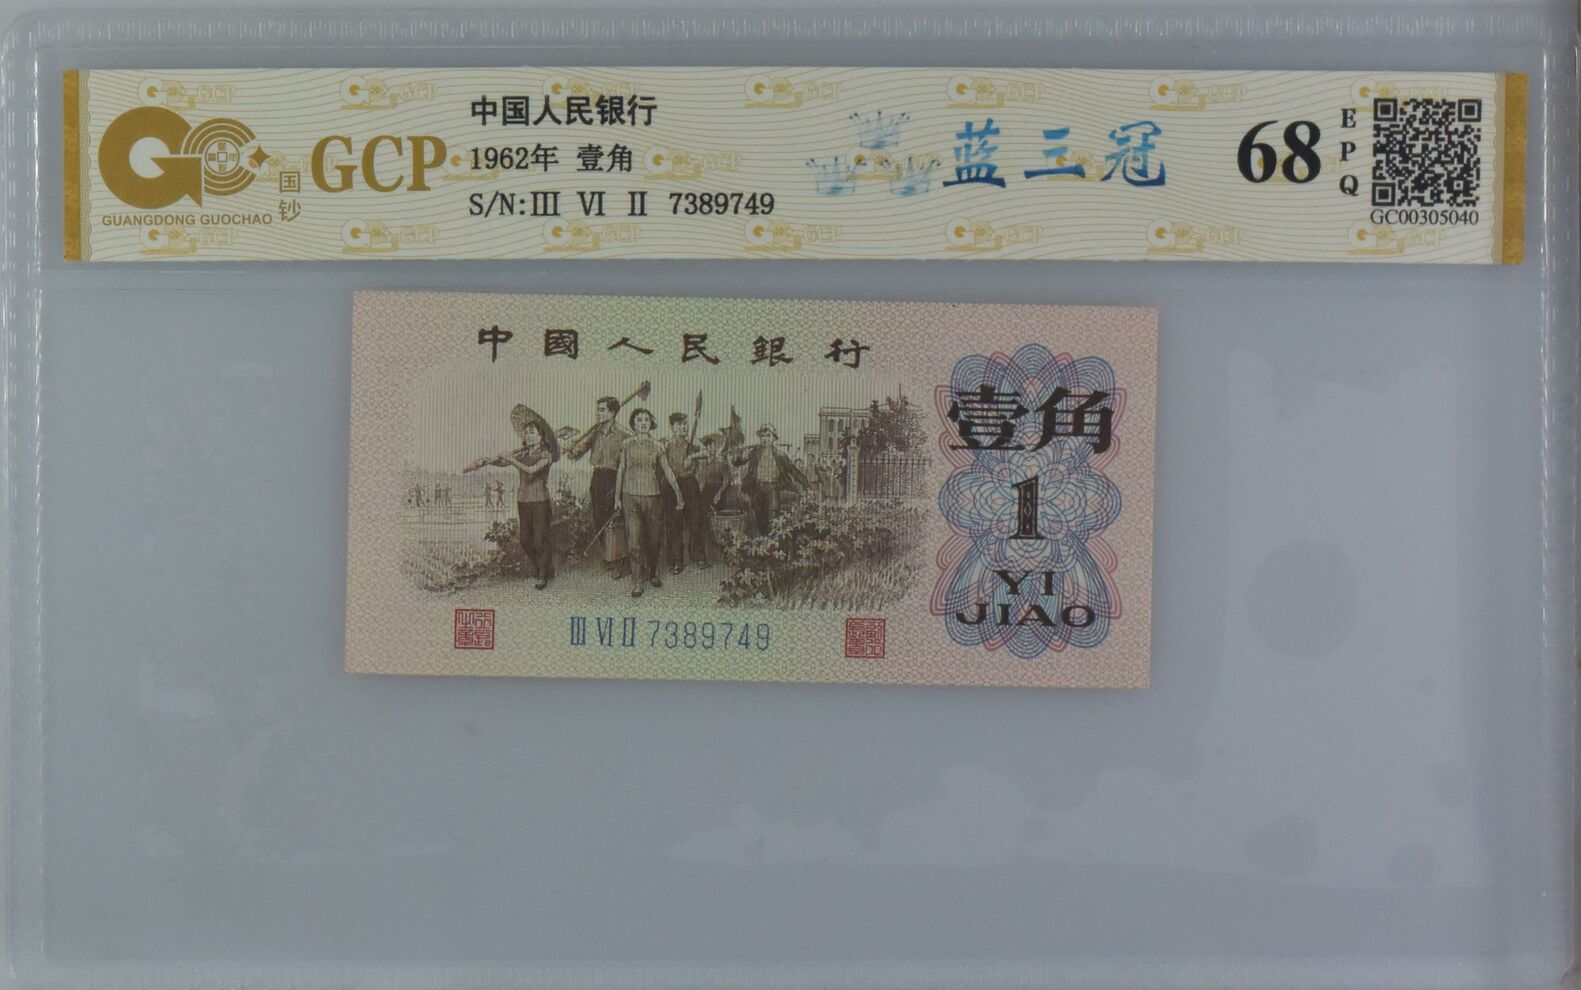 GUANGDONG GUOCHAO
国钞
GCP
中国人民银行
1962年 壹角
S/N:III VI II 7389749
蓝三冠
68
EPQ
GC00305040
中國人民銀行
壹角
1
YI
JIAO
III VI II 7389749